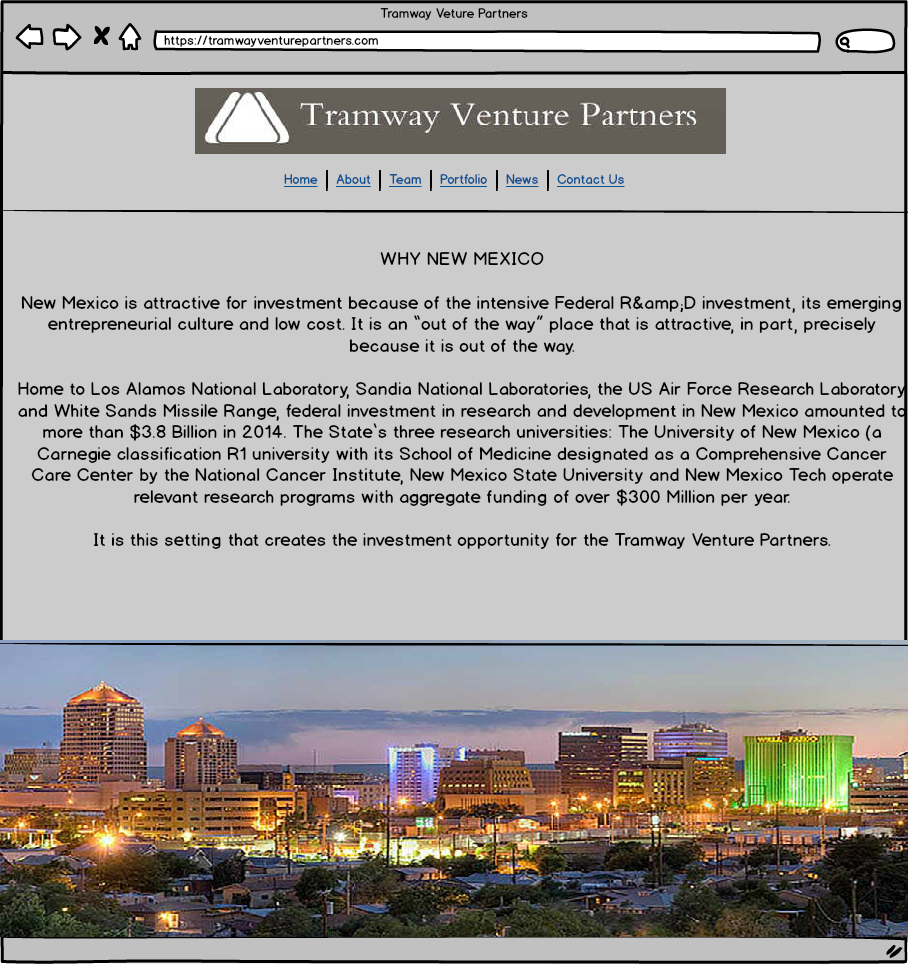 Tramway Veture Partners
https://tramwayventurepartners.com
Tramway Venture Partners
Home | About | Team | Portfolio | News | Contact Us
WHY NEW MEXICO
New Mexico is attractive for investment because of the intensive Federal R&amp;D investment, its emerging
entrepreneurial culture and low cost. It is an “out of the way” place that is attractive, in part, precisely
because it is out of the way.
Home to Los Alamos National Laboratory, Sandia National Laboratories, the US Air Force Research Laboratory
and White Sands Missile Range, federal investment in research and development in New Mexico amounted to
more than $3.8 Billion in 2014. The State`s three research universities: The University of New Mexico (a
Carnegie classification R1 university with its School of Medicine designated as a Comprehensive Cancer
Care Center by the National Cancer Institute, New Mexico State University and New Mexico Tech operate
relevant research programs with aggregate funding of over $300 Million per year.
It is this setting that creates the investment opportunity for the Tramway Venture Partners.
WELLS FARGO